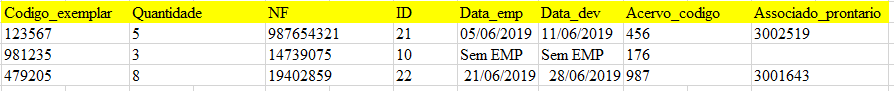 Codigo_exemplar Quantidade NF ID Data_emp Data_dev Acervo_codigo Associado_prontario
123567 5 987654321 21 05/06/2019 11/06/2019 456 3002519
981235 3 14739075 10 Sem EMP Sem EMP 176
479205 8 19402859 22 21/06/2019 28/06/2019 987 3001643